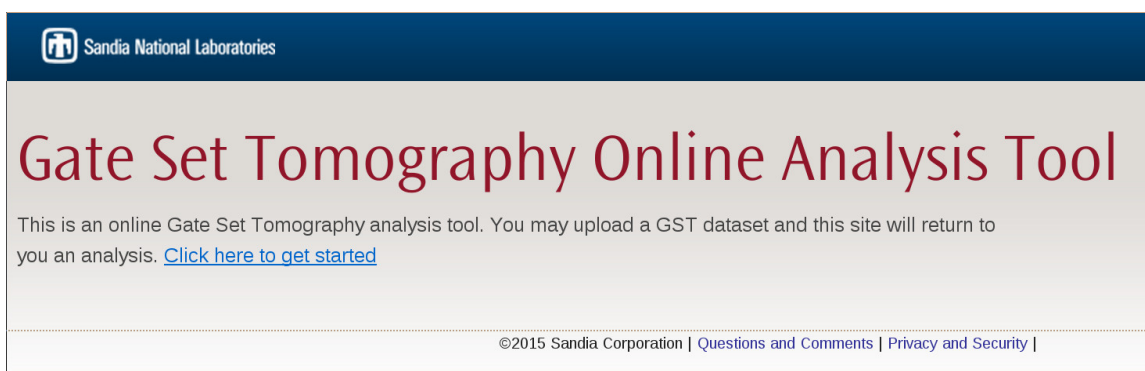 Sandia National Laboratories
Gate Set Tomography Online Analysis Tool
This is an online Gate Set Tomography analysis tool. You may upload a GST dataset and this site will return to
you an analysis. Click here to get started
©2015 Sandia Corporation | Questions and Comments | Privacy and Security |